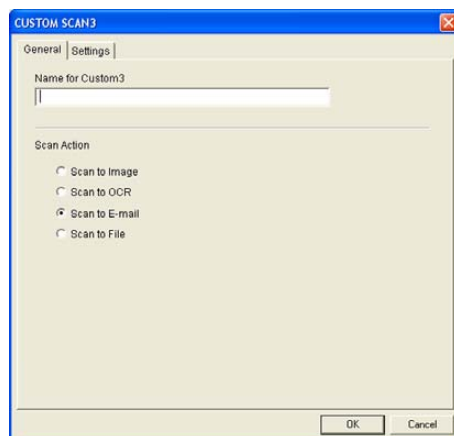 CUSTOM SCAN3
General Settings
Name for Custom3
Scan Action
Scan to Image
Scan to OCR
Scan to E-mail
Scan to File
OK Cancel